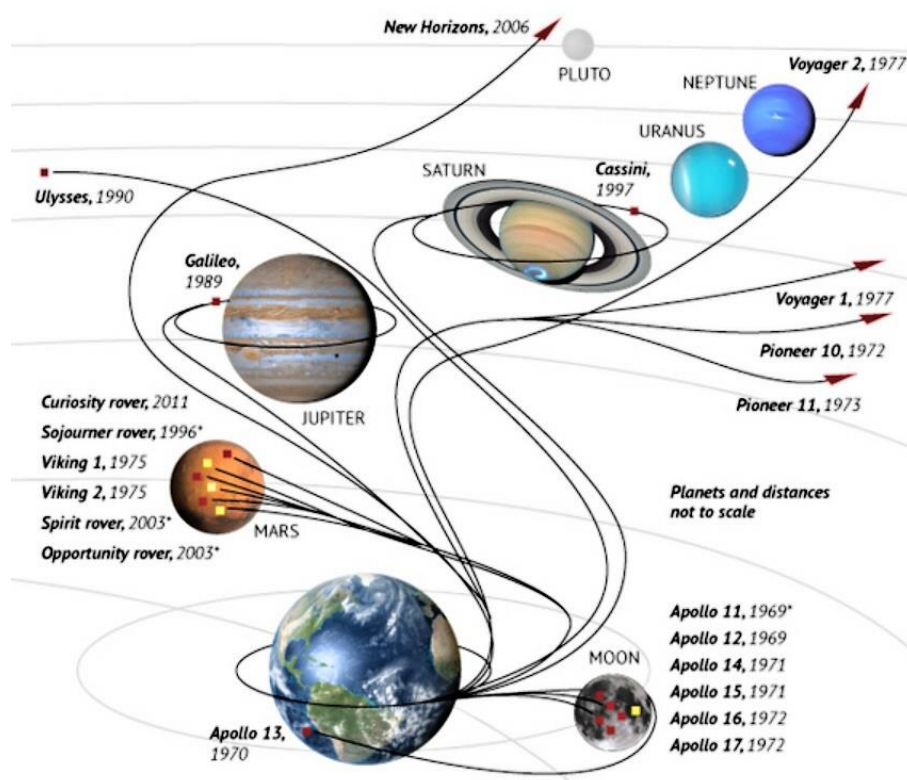 New Horizons, 2006
PLUTO
Voyager 2, 1977
NEPTUNE
URANUS
Ulysses, 1990
SATURN
Cassini,
1997
Galileo,
1989
JUPITER
Voyager 1, 1977
Pioneer 10, 1972
Pioneer 11, 1973
Curiosity rover, 2011
Sojourner rover, 1996*
Viking 1, 1975
Viking 2, 1975
Spirit rover, 2003*
Opportunity rover, 2003*
MARS
Planets and distances
not to scale
MOON
Apollo 11, 1969*
Apollo 12, 1969
Apollo 14, 1971
Apollo 15, 1971
Apollo 16, 1972
Apollo 17, 1972
Apollo 13,
1970